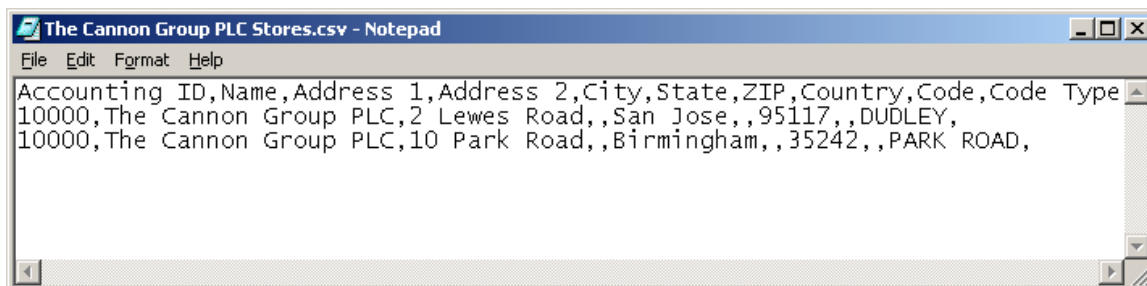 The Cannon Group PLC Stores.csv - Notepad
File Edit Format Help
Accounting ID,Name,Address 1,Address 2,City,State,ZIP,Country,Code,Code Type
10000,The Cannon Group PLC,2 Lewes Road,,San Jose,,95117,,DUDLEY,
10000,The Cannon Group PLC,10 Park Road,,Birmingham,,35242,,PARK ROAD,